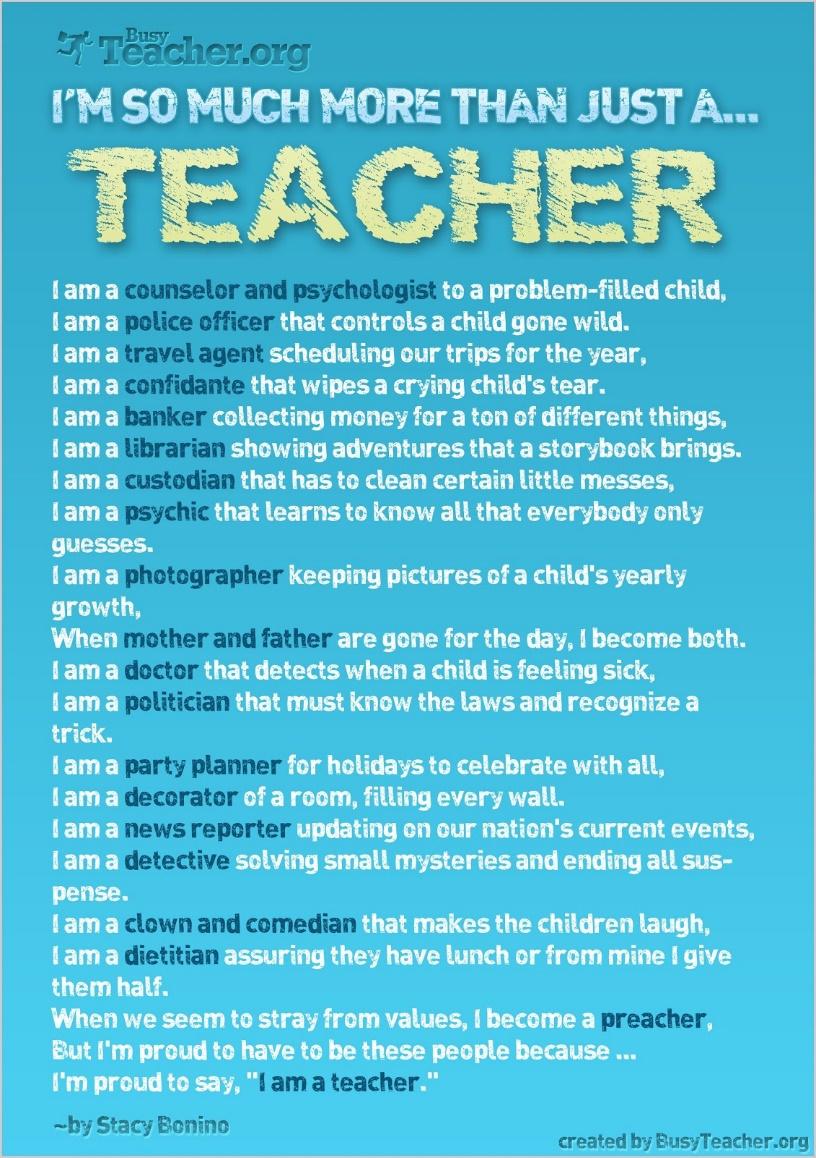 Busy
Teacher.org
I'M SO MUCH MORE THAN JUST A...
TEACHER
I am a counselor and psychologist to a problem-filled child,
I am a police officer that controls a child gone wild.
I am a travel agent scheduling our trips for the year,
I am a confidante that wipes a crying child's tear.
I am a banker collecting money for a ton of different things,
I am a librarian showing adventures that a storybook brings.
I am a custodian that has to clean certain little messes,
I am a psychic that learns to know all that everybody only
guesses.
I am a photographer keeping pictures of a child's yearly
growth,
When mother and father are gone for the day, I become both.
I am a doctor that detects when a child is feeling sick,
I am a politician that must know the laws and recognize a
trick.
I am a party planner for holidays to celebrate with all,
I am a decorator of a room, filling every wall.
I am a news reporter updating on our nation's current events,
I am a detective solving small mysteries and ending all sus-
pense.
I am a clown and comedian that makes the children laugh,
I am a dietitian assuring they have lunch or from mine I give
them half.
When we seem to stray from values, I become a preacher,
But I'm proud to have to be these people because ...
I'm proud to say, "I am a teacher."
~by Stacy Bonino
created by BusyTeacher.org